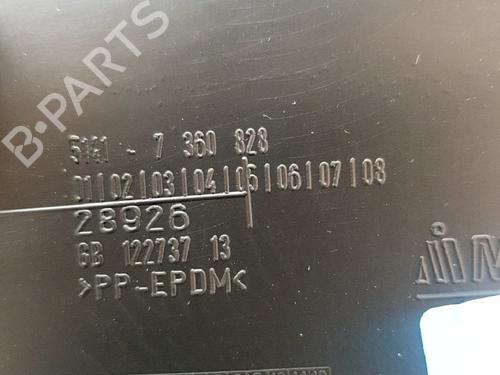 B-PARTS
5141 - 7 360 828
01|02|03|04|05|06|07|08
28926
GB 122737 13
>PP-EPDM<